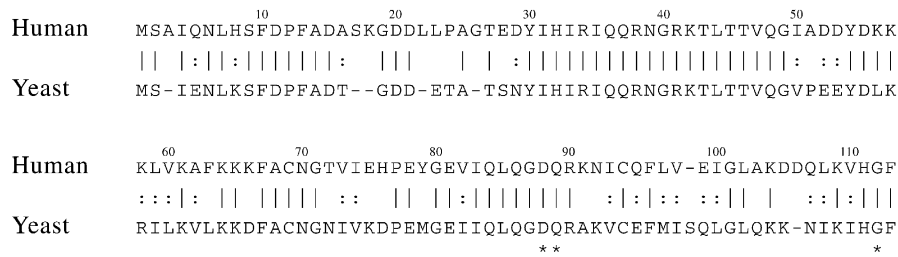 10 20 30 40 50
Human MSAIQNLHSFDPFADASKGDDLLPAGTEDYIHIRIQQRNGRKTLTTVQGIADDYDKK
|| |:||:|||||| :  |||   | | :||||||||||||||||||||: ::|| |
Yeast MS-IENLKSFDPFADT--GDD-ETA-TSNYIHIRIQQRNGRKTLTTVQGVPEEYDLK
60 70 80 90 100 110
Human KLVKAFKKKFACNGTVIEHPEYGEVIQLQGDQRKNICQFLV-EIGLAKDDQLKVHGF
:::|: || ||||| ::  || ||:||||||||  :|:|:: ::|| |  ::|:|||
Yeast RILKVLKKDFACNGNIVKDPEMGEIIQLQGDQRAKVCEFMISQLGLQKK-NIKIHGF
** *